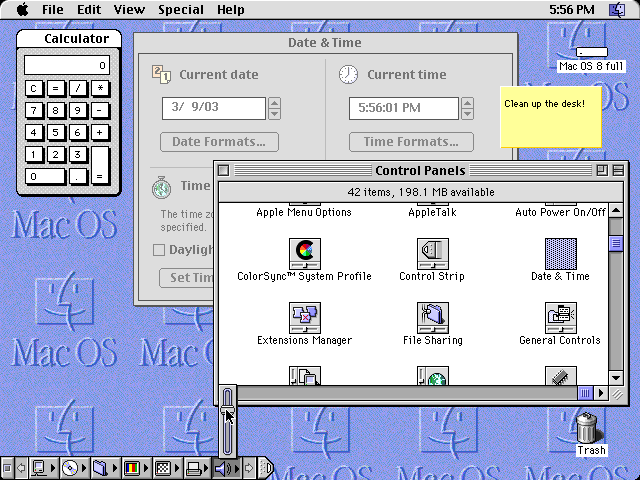 File Edit View Special Help 5:56 PM
Calculator
0
C = / *
7 8 9 -
4 5 6 +
1 2 3
0 . =
Date & Time
Current date
Current time
3/ 9/03
5:56:01 PM
Date Formats...
Time Formats...
Time
The time zo
specified.
Dayligh
Set Tim
Mac OS 8 full
Clean up the desk!
Control Panels
42 items, 198.1 MB available
Apple Menu Options
AppleTalk
Auto Power On/Off
ColorSync™ System Profile
Control Strip
Date & Time
Extensions Manager
File Sharing
General Controls
Trash
Mac OS
Mac OS
Mac OS
Mac OS